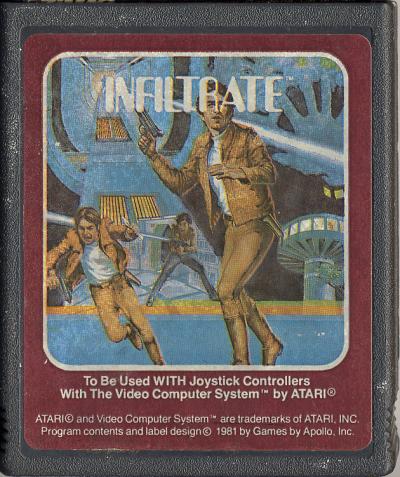 INFILTRATE™
To Be Used WITH Joystick Controllers
With The Video Computer System™ by ATARI®
ATARI® and Video Computer System™ are trademarks of ATARI, INC.
Program contents and label design © 1981 by Games by Apollo, Inc.